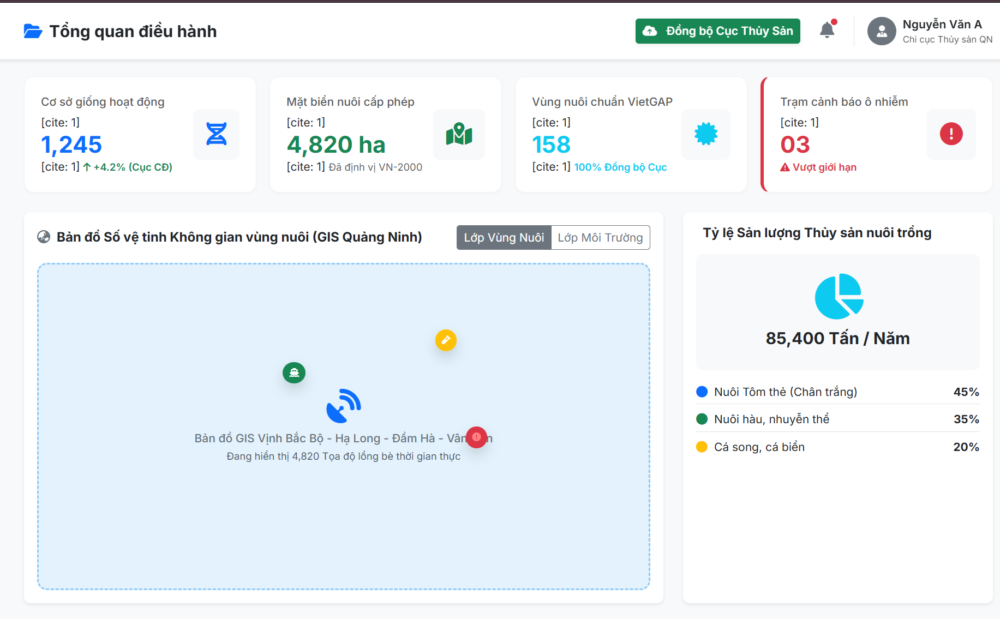 Tổng quan điều hành
Đồng bộ Cục Thủy Sản
Nguyễn Văn A
Chi cục Thủy sản QN
Cơ sở giống hoạt động
[cite: 1]
1,245
[cite: 1] +4.2% (Cục CĐ)
Mặt biển nuôi cấp phép
[cite: 1]
4,820 ha
[cite: 1] Đã định vị VN-2000
Vùng nuôi chuẩn VietGAP
[cite: 1]
158
[cite: 1] 100% Đồng bộ Cục
Trạm cảnh báo ô nhiễm
[cite: 1]
03
Vượt giới hạn
Bản đồ Số vệ tinh Không gian vùng nuôi (GIS Quảng Ninh)
Lớp Vùng Nuôi
Lớp Môi Trường
Bản đồ GIS Vịnh Bắc Bộ - Hạ Long - Đầm Hà - Vân
Đang hiển thị 4,820 Tọa độ lồng bè thời gian thực
Tỷ lệ Sản lượng Thủy sản nuôi trồng
85,400 Tấn / Năm
Nuôi Tôm thẻ (Chân trắng) 45%
Nuôi hàu, nhuyễn thể 35%
Cá song, cá biển 20%